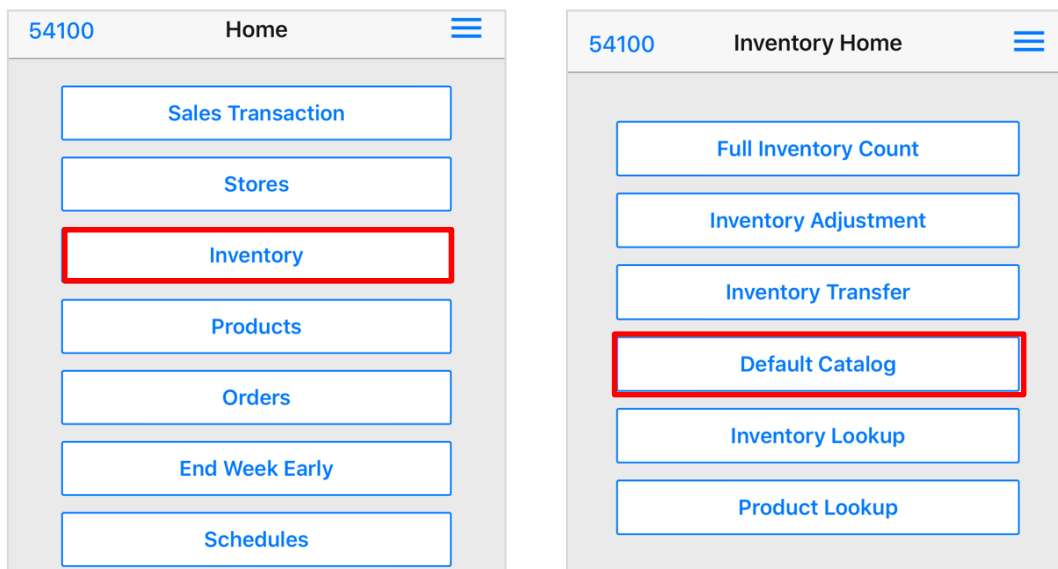 54100
Home
Sales Transaction
Stores
Inventory
Products
Orders
End Week Early
Schedules
54100
Inventory Home
Full Inventory Count
Inventory Adjustment
Inventory Transfer
Default Catalog
Inventory Lookup
Product Lookup